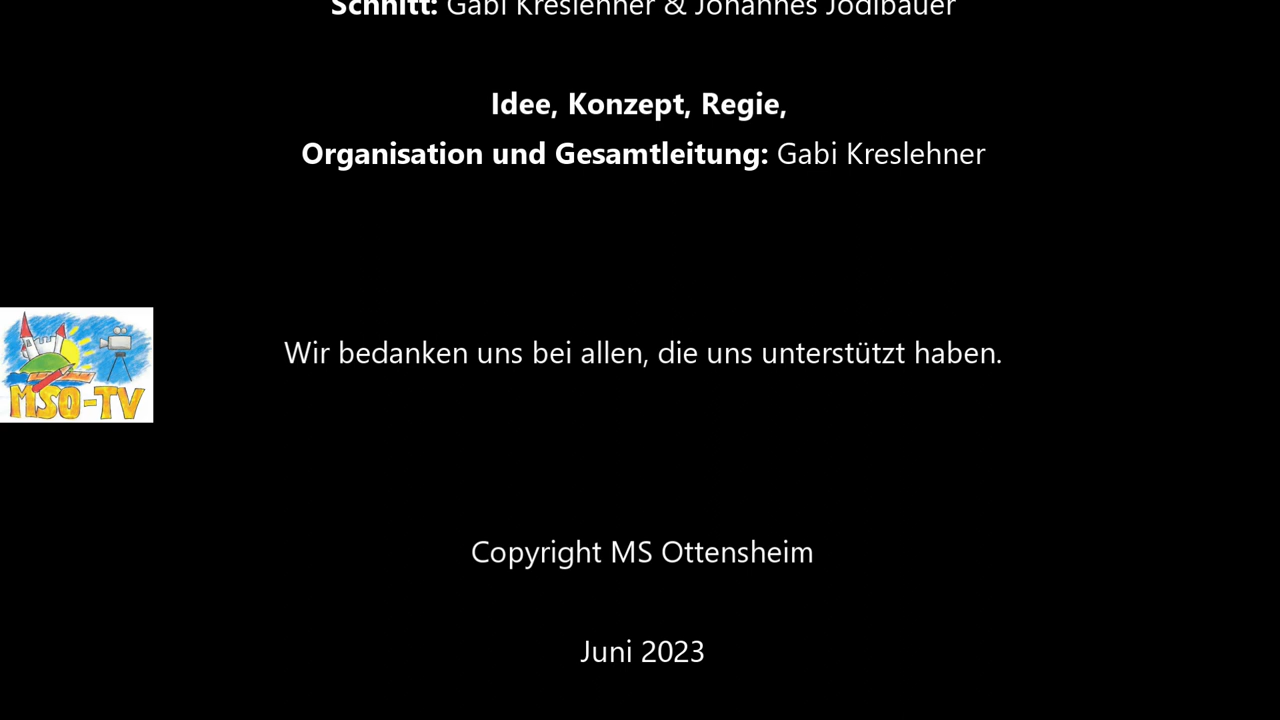 Schnitt: Gabi Kreslehner & Johannes Jodlbauer
Idee, Konzept, Regie,
Organisation und Gesamtleitung: Gabi Kreslehner
Wir bedanken uns bei allen, die uns unterstützt haben.
MSO-TV
Copyright MS Ottensheim
Juni 2023